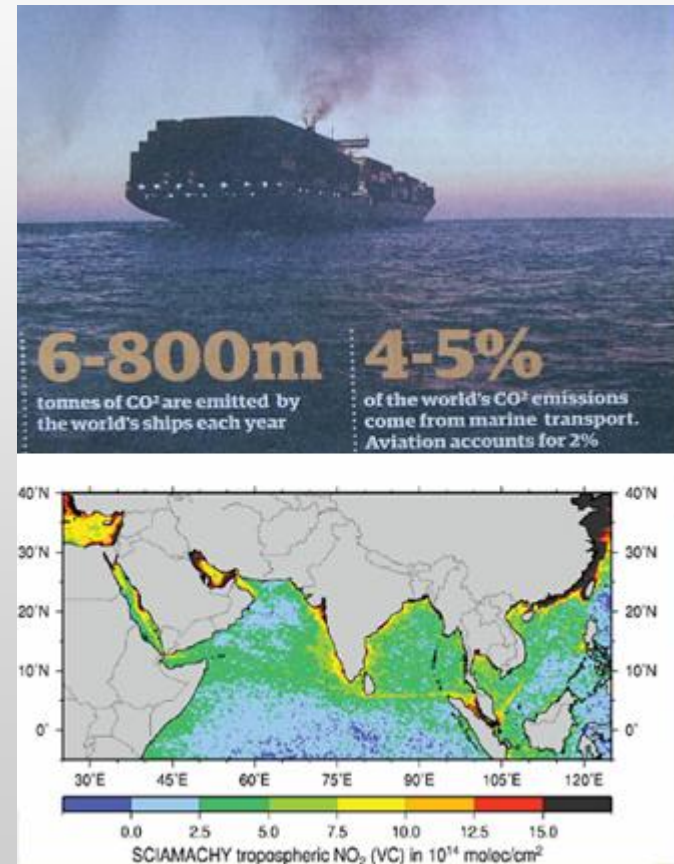 6-800m
tonnes of CO² are emitted by
the world's ships each year
4-5%
of the world's CO² emissions
come from marine transport.
Aviation accounts for 2%
40˚N 40˚N
30˚N 30˚N
20˚N 20˚N
10˚N 10˚N
0˚ 0˚
30˚E 45˚E 60˚E 75˚E 90˚E 105˚E 120˚E
0.0 2.5 5.0 7.5 10.0 12.5 15.0
SCIAMACHY tropospheric NO₂ (VC) in 10¹⁴ molec/cm²